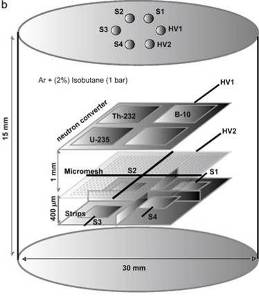 b
S2 S1
S3 HV1
S4 HV2
Ar + (2%) Isobutane (1 bar)
HV1
Th-232 B-10
neutron converter
U-235
HV2
15 mm
1 mm
Micromesh S2 S1
400 µm
Strips
S3 S4
30 mm